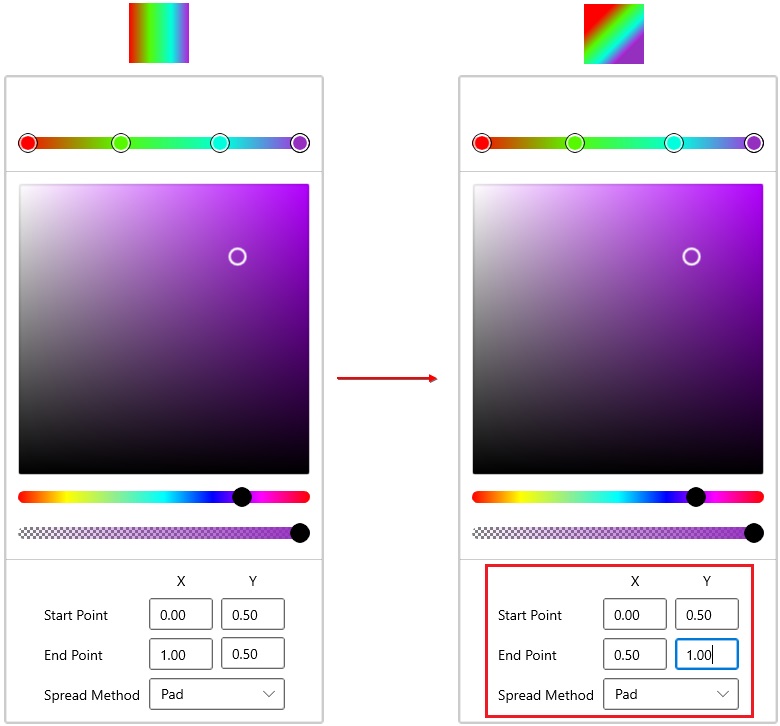 X Y
Start Point 0.00 0.50
End Point 1.00 0.50
Spread Method Pad
X Y
Start Point 0.00 0.50
End Point 0.50 1.00
Spread Method Pad